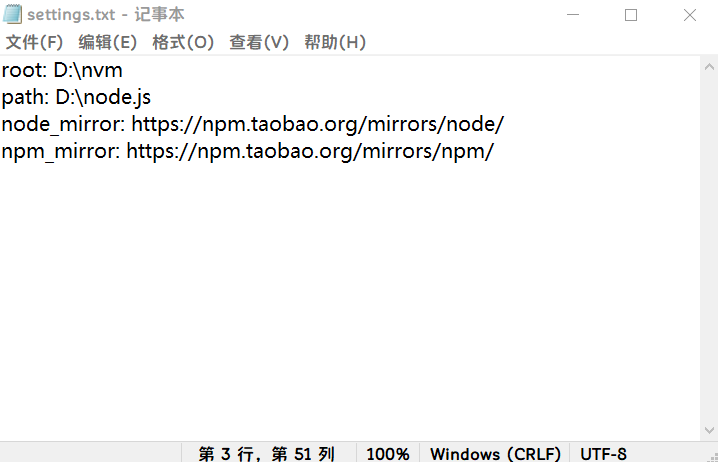 settings.txt - 记事本
文件(F) 编辑(E) 格式(O) 查看(V) 帮助(H)
root: D:\nvm
path: D:\node.js
node_mirror: https://npm.taobao.org/mirrors/node/
npm_mirror: https://npm.taobao.org/mirrors/npm/
第 3 行，第 51 列 100% Windows (CRLF) UTF-8